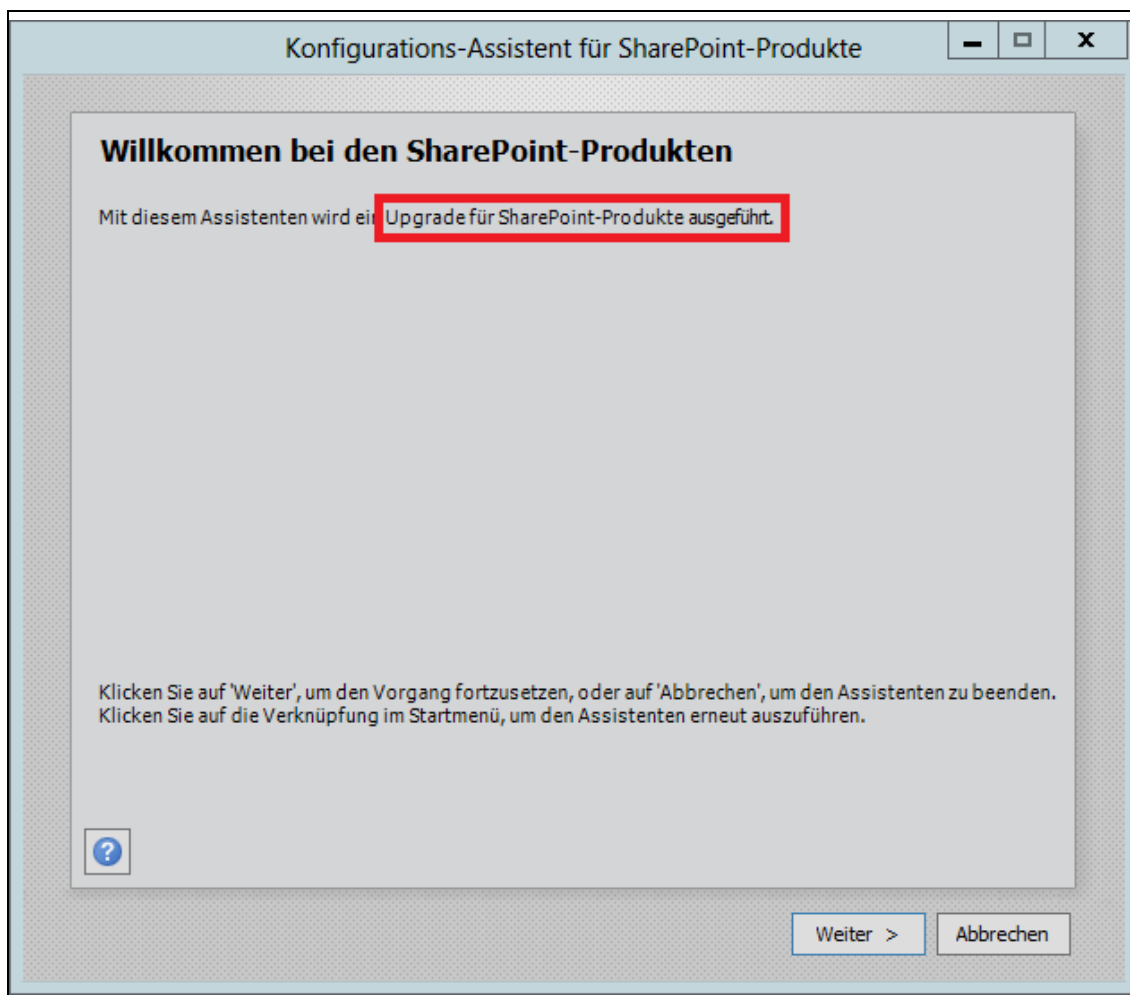 Konfigurations-Assistent für SharePoint-Produkte
Willkommen bei den SharePoint-Produkten
Mit diesem Assistenten wird ein Upgrade für SharePoint-Produkte ausgeführt.
Klicken Sie auf 'Weiter', um den Vorgang fortzusetzen, oder auf 'Abbrechen', um den Assistenten zu beenden.
Klicken Sie auf die Verknüpfung im Startmenü, um den Assistenten erneut auszuführen.
Weiter >
Abbrechen